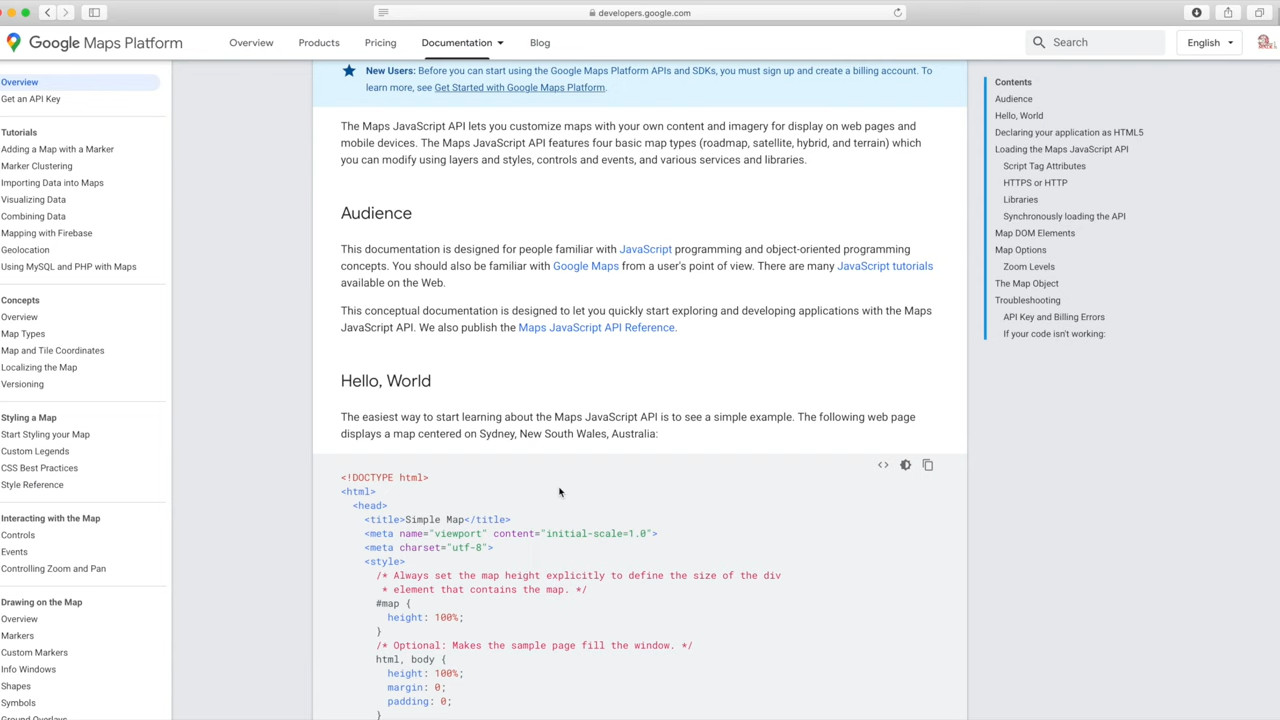 developers.google.com
Google Maps Platform
Overview
Products
Pricing
Documentation
Blog
Search
English
Overview
Get an API Key
Tutorials
Adding a Map with a Marker
Marker Clustering
Importing Data into Maps
Visualizing Data
Combining Data
Mapping with Firebase
Geolocation
Using MySQL and PHP with Maps
Concepts
Overview
Map Types
Map and Tile Coordinates
Localizing the Map
Versioning
Styling a Map
Start Styling your Map
Custom Legends
CSS Best Practices
Style Reference
Interacting with the Map
Controls
Events
Controlling Zoom and Pan
Drawing on the Map
Overview
Markers
Custom Markers
Info Windows
Shapes
Symbols
Ground Overlays
New Users: Before you can start using the Google Maps Platform APIs and SDKs, you must sign up and create a billing account. To
learn more, see Get Started with Google Maps Platform.
The Maps JavaScript API lets you customize maps with your own content and imagery for display on web pages and
mobile devices. The Maps JavaScript API features four basic map types (roadmap, satellite, hybrid, and terrain) which
you can modify using layers and styles, controls and events, and various services and libraries.
Audience
This documentation is designed for people familiar with JavaScript programming and object-oriented programming
concepts. You should also be familiar with Google Maps from a user's point of view. There are many JavaScript tutorials
available on the Web.
This conceptual documentation is designed to let you quickly start exploring and developing applications with the Maps
JavaScript API. We also publish the Maps JavaScript API Reference.
Hello, World
The easiest way to start learning about the Maps JavaScript API is to see a simple example. The following web page
displays a map centered on Sydney, New South Wales, Australia:
<!DOCTYPE html>
<html>
<head>
<title>Simple Map</title>
<meta name="viewport" content="initial-scale=1.0">
<meta charset="utf-8">
<style>
/* Always set the map height explicitly to define the size of the div
* element that contains the map. */
#map {
height: 100%;
}
/* Optional: Makes the sample page fill the window. */
html, body {
height: 100%;
margin: 0;
padding: 0;
}
Contents
Audience
Hello, World
Declaring your application as HTML5
Loading the Maps JavaScript API
Script Tag Attributes
HTTPS or HTTP
Libraries
Synchronously loading the API
Map DOM Elements
Map Options
Zoom Levels
The Map Object
Troubleshooting
API Key and Billing Errors
If your code isn't working: